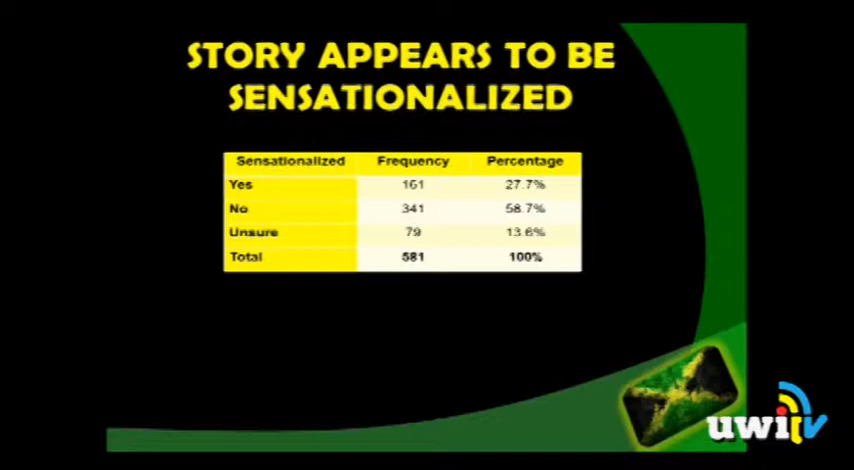 STORY APPEARS TO BE
SENSATIONALIZED
Sensationalized Frequency Percentage
Yes 161 27.7%
No 341 58.7%
Unsure 79 13.6%
Total 581 100%
uwitv